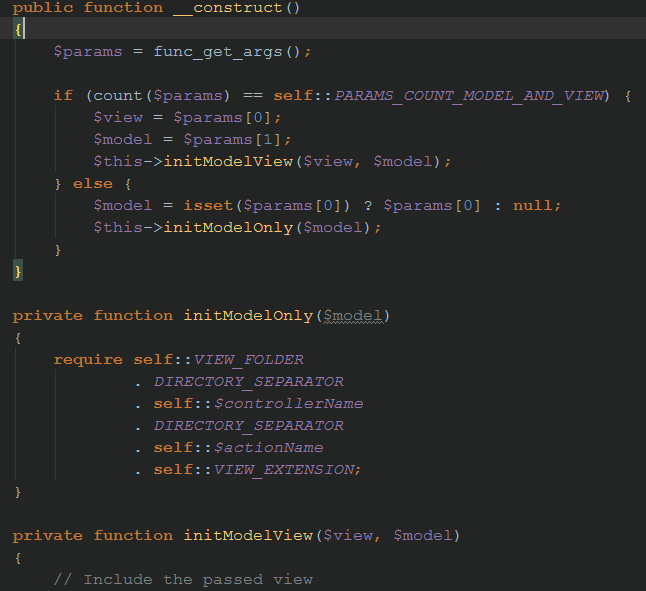 public function __construct()
{
    $params = func_get_args();
    if (count($params) == self::PARAMS_COUNT_MODEL_AND_VIEW) {
        $view = $params[0];
        $model = $params[1];
        $this->initModelView($view, $model);
    } else {
        $model = isset($params[0]) ? $params[0] : null;
        $this->initModelOnly($model);
    }
}
private function initModelOnly($model)
{
    require self::VIEW_FOLDER
            . DIRECTORY_SEPARATOR
            . self::$controllerName
            . DIRECTORY_SEPARATOR
            . self::$actionName
            . self::VIEW_EXTENSION;
}
private function initModelView($view, $model)
{
    // Include the passed view